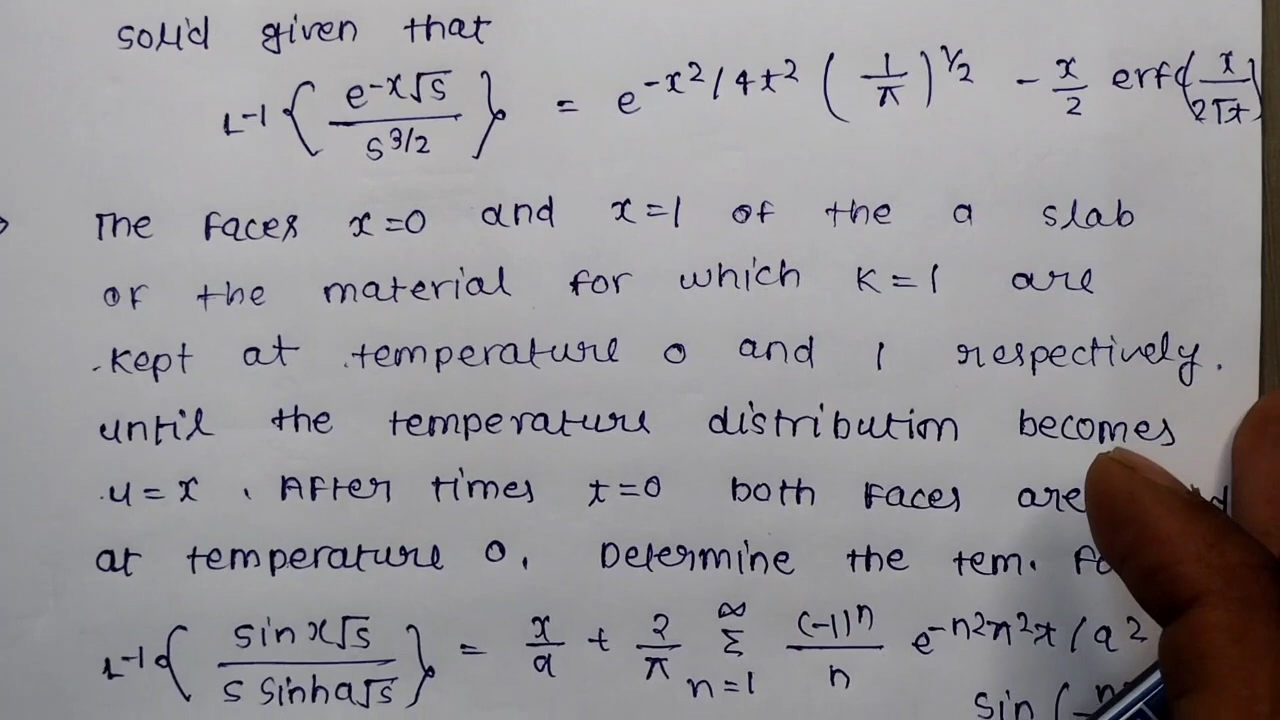 solid given that
L-1 { e-x√s / s3/2 } = e-x2/4t2 ( 1/π )1/2 - x/2 erfc( x/2√t )
The faces x=0 and x=1 of the a slab
of the material for which K=1 are
kept at temperature 0 and 1 respectively.
until the temperature distribution becomes
u=x . After times t=0 both faces are
at temperature 0. Determine the tem.
L-1 { sin x√s / s sinh a√s } = x/a + 2/π ∞ Σ n=1 (-1)n / n e-n2π2t/a2
sin (